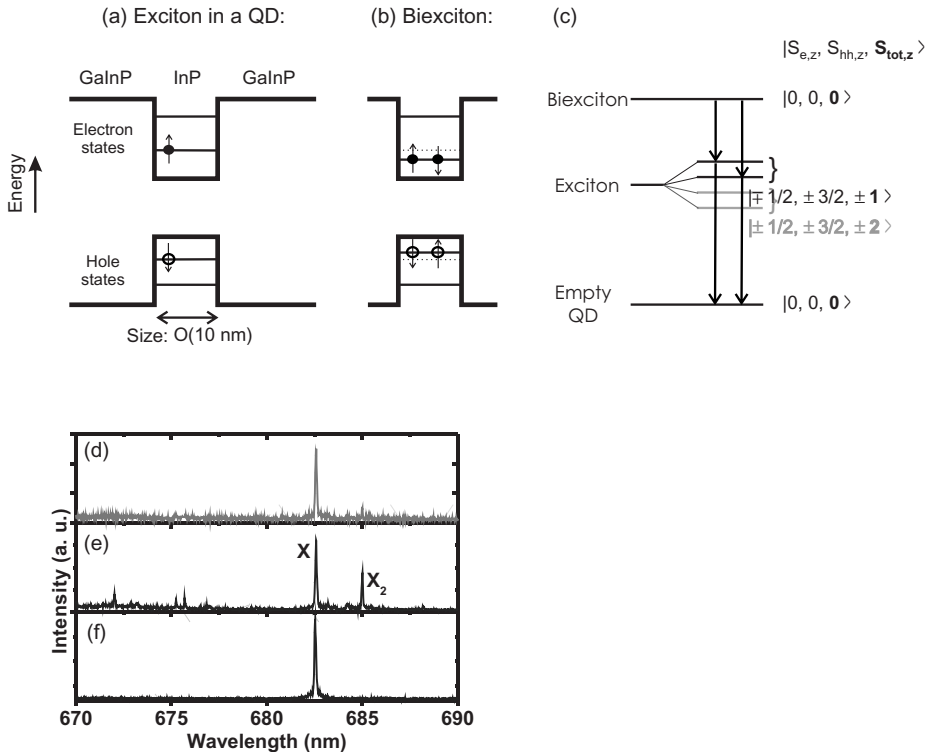 (a) Exciton in a QD:
(b) Biexciton:
(c)
|S_e,z, S_hh,z, S_tot,z⟩
GaInP
InP
GaInP
Electron
states
Energy
Hole
states
Size: O(10 nm)
Biexciton
|0, 0, 0⟩
Exciton
}
}
|∓ 1/2, ± 3/2, ± 1⟩
|± 1/2, ± 3/2, ± 2⟩
Empty
QD
|0, 0, 0⟩
(d)
(e)
X
X₂
(f)
Intensity (a. u.)
670 675 680 685 690
Wavelength (nm)